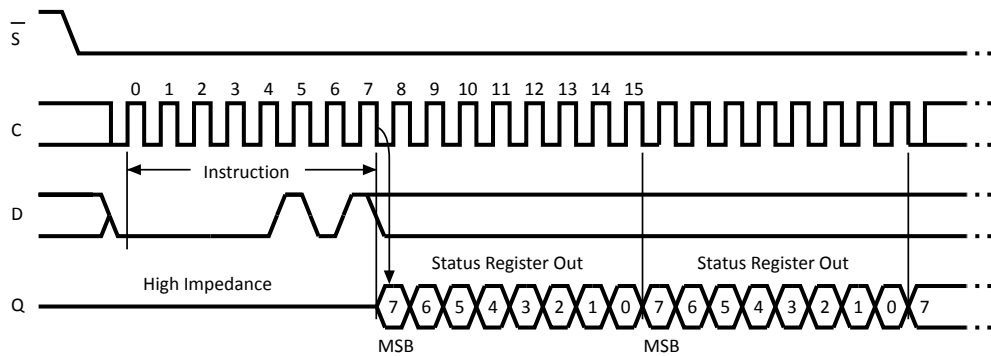 S
0 1 2 3 4 5 6 7 8 9 10 11 12 13 14 15
C
Instruction
D
High Impedance
Status Register Out
Status Register Out
Q
7 6 5 4 3 2 1 0 7 6 5 4 3 2 1 0 7
MSB
MSB